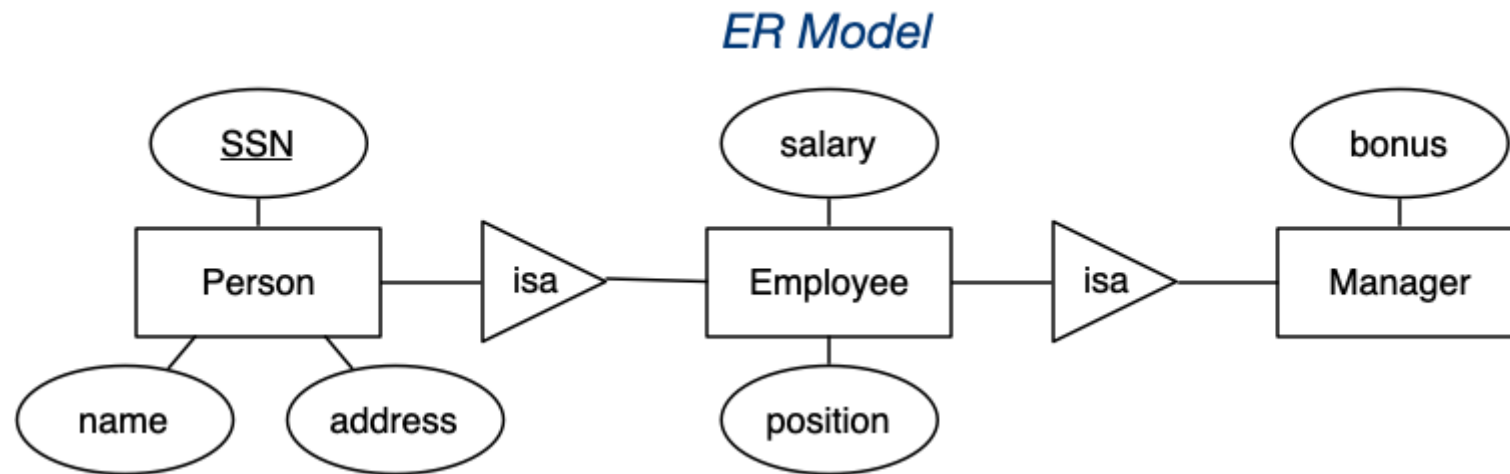 ER Model
SSN
salary
bonus
Person
isa
Employee
isa
Manager
name
address
position